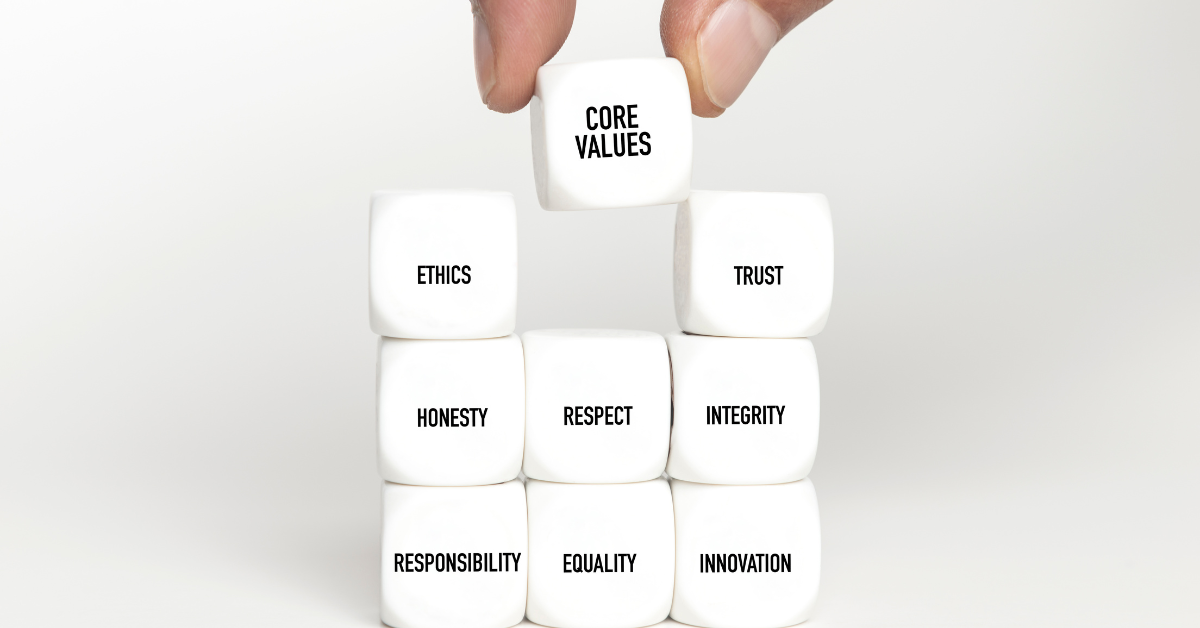 CORE
VALUES
ETHICS
TRUST
HONESTY
RESPECT
INTEGRITY
RESPONSIBILITY
EQUALITY
INNOVATION